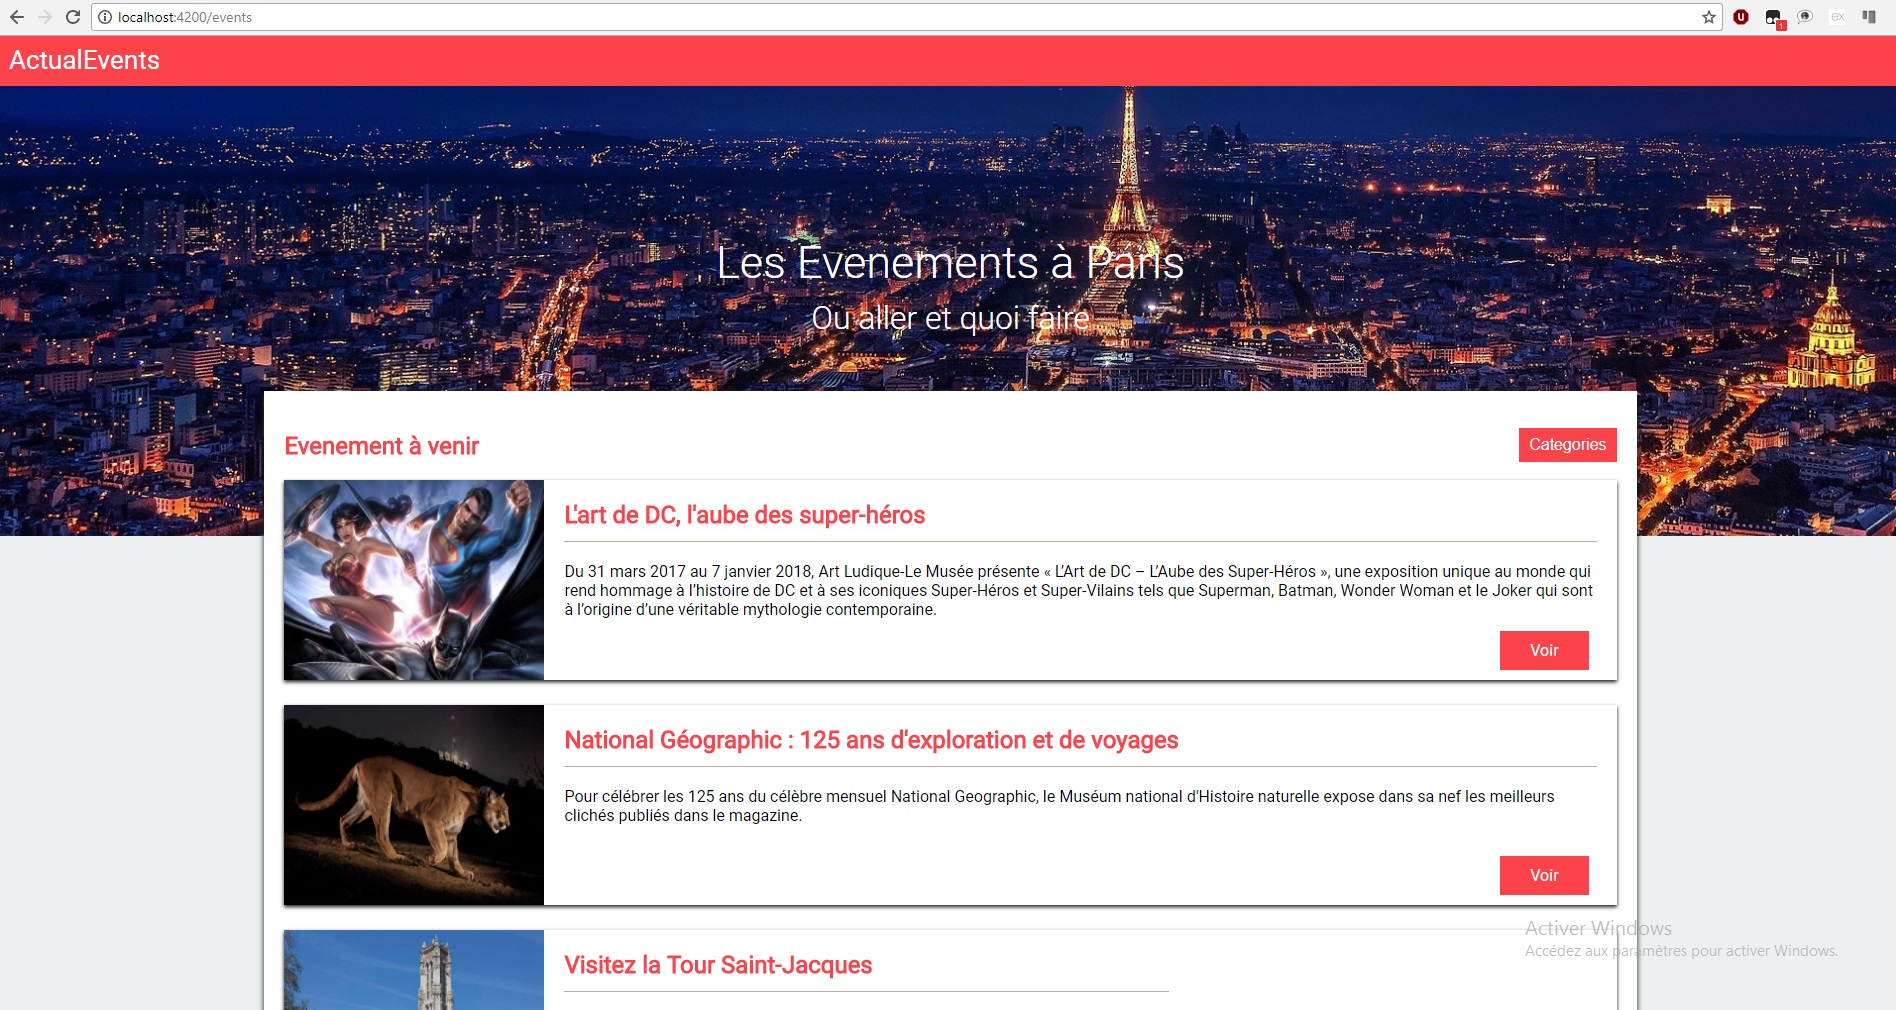 localhost:4200/events
1
ActualEvents
Les Evenements à Paris
Ou aller et quoi faire
Evenement à venir
Categories
L'art de DC, l'aube des super-héros
Du 31 mars 2017 au 7 janvier 2018, Art Ludique-Le Musée présente « L’Art de DC – L’Aube des Super-Héros », une exposition unique au monde qui
rend hommage à l’histoire de DC et à ses iconiques Super-Héros et Super-Vilains tels que Superman, Batman, Wonder Woman et le Joker qui sont
à l’origine d’une véritable mythologie contemporaine.
Voir
National Géographic : 125 ans d'exploration et de voyages
Pour célébrer les 125 ans du célèbre mensuel National Geographic, le Muséum national d'Histoire naturelle expose dans sa nef les meilleurs
clichés publiés dans le magazine.
Voir
Activer Windows
Accédez aux paramètres pour activer Windows.
Visitez la Tour Saint-Jacques